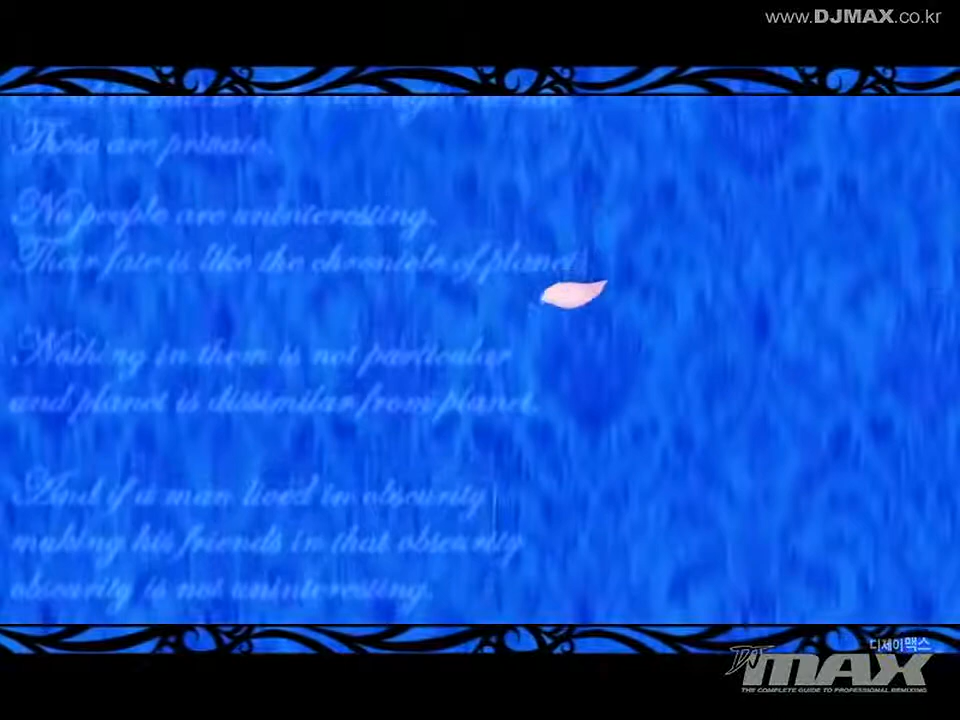 www.DJMAX.co.kr
These are private.
No people are uninteresting.
Their fate is like the chronicle of planet
Nothing in them is not particular
and planet is dissimilar from planet.
And if a man lived in obscurity
making his friends in that obscurity
obscurity is not uninteresting.
디제이맥스
DJ MAX
THE COMPLETE GUIDE TO PROFESSIONAL REMIXING